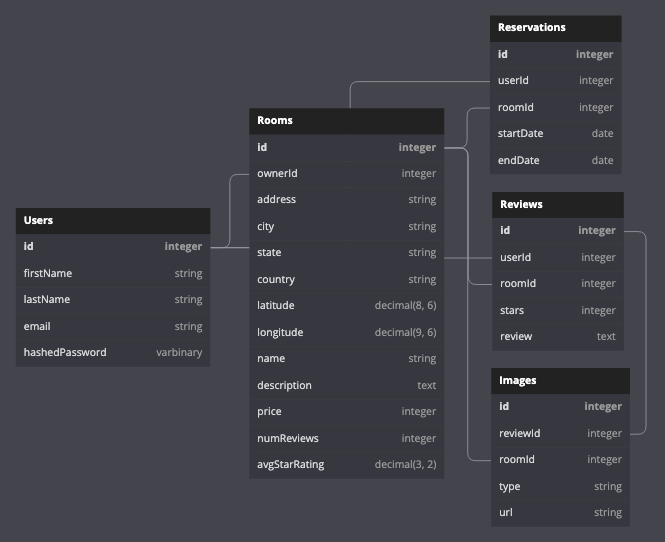 Users
id integer
firstName string
lastName string
email string
hashedPassword varbinary
Rooms
id integer
ownerId integer
address string
city string
state string
country string
latitude decimal(8, 6)
longitude decimal(9, 6)
name string
description text
price integer
numReviews integer
avgStarRating decimal(3, 2)
Reservations
id integer
userId integer
roomId integer
startDate date
endDate date
Reviews
id integer
userId integer
roomId integer
stars integer
review text
Images
id integer
reviewId integer
roomId integer
type string
url string